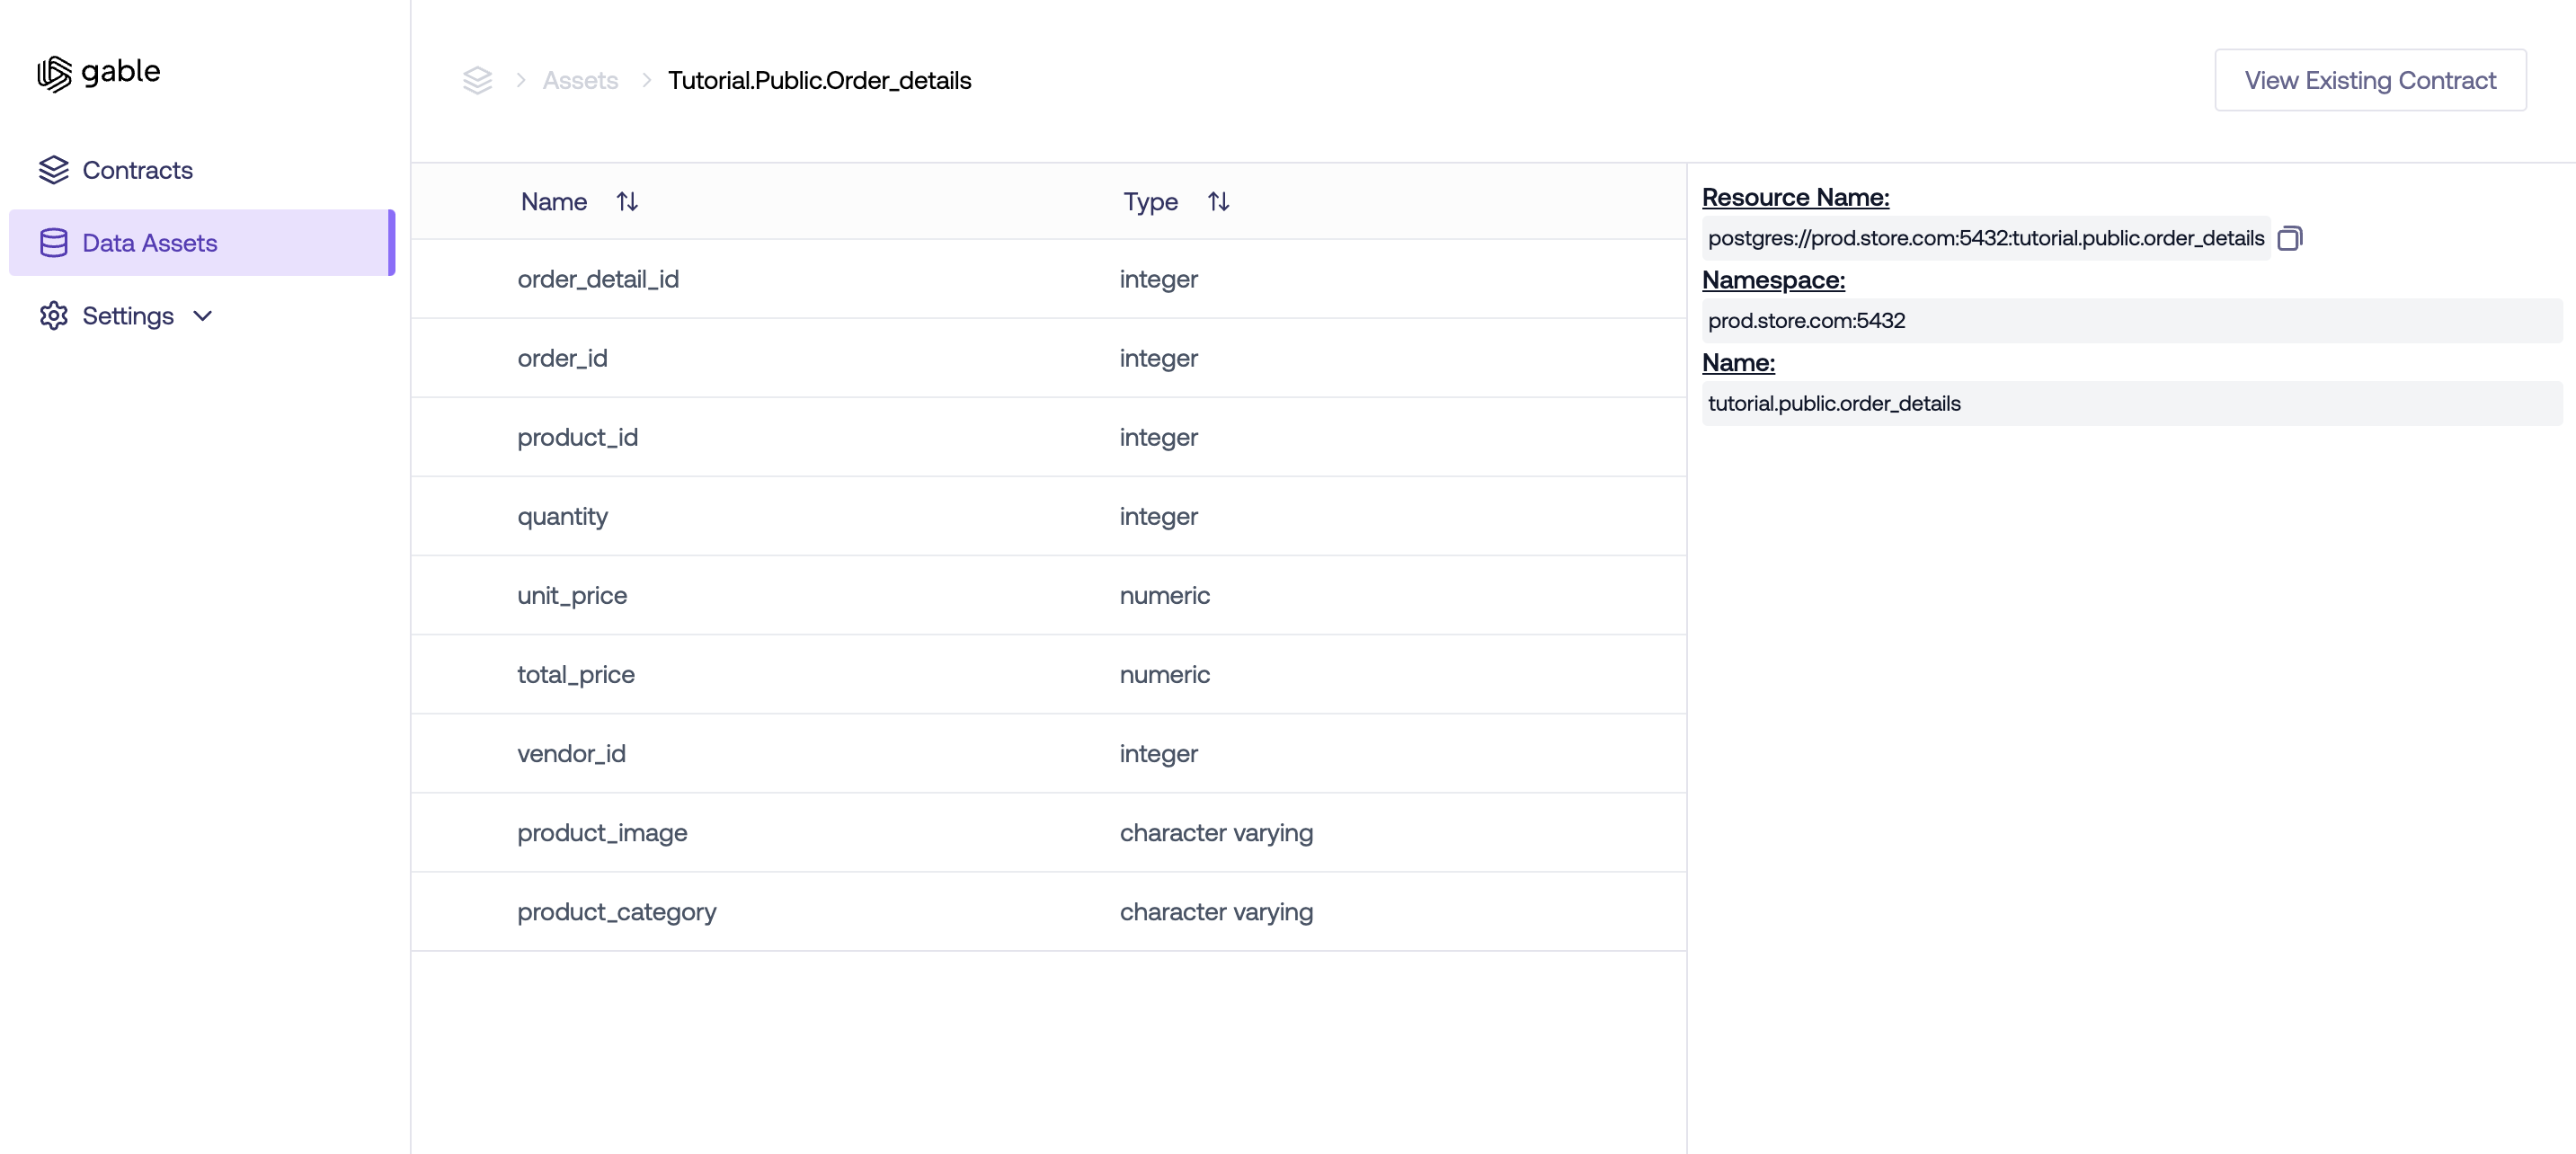 gable
Contracts
Data Assets
Settings
Assets
Tutorial.Public.Order_details
View Existing Contract
Name Type
order_detail_id integer
order_id integer
product_id integer
quantity integer
unit_price numeric
total_price numeric
vendor_id integer
product_image character varying
product_category character varying
Resource Name:
postgres://prod.store.com:5432:tutorial.public.order_details
Namespace:
prod.store.com:5432
Name:
tutorial.public.order_details